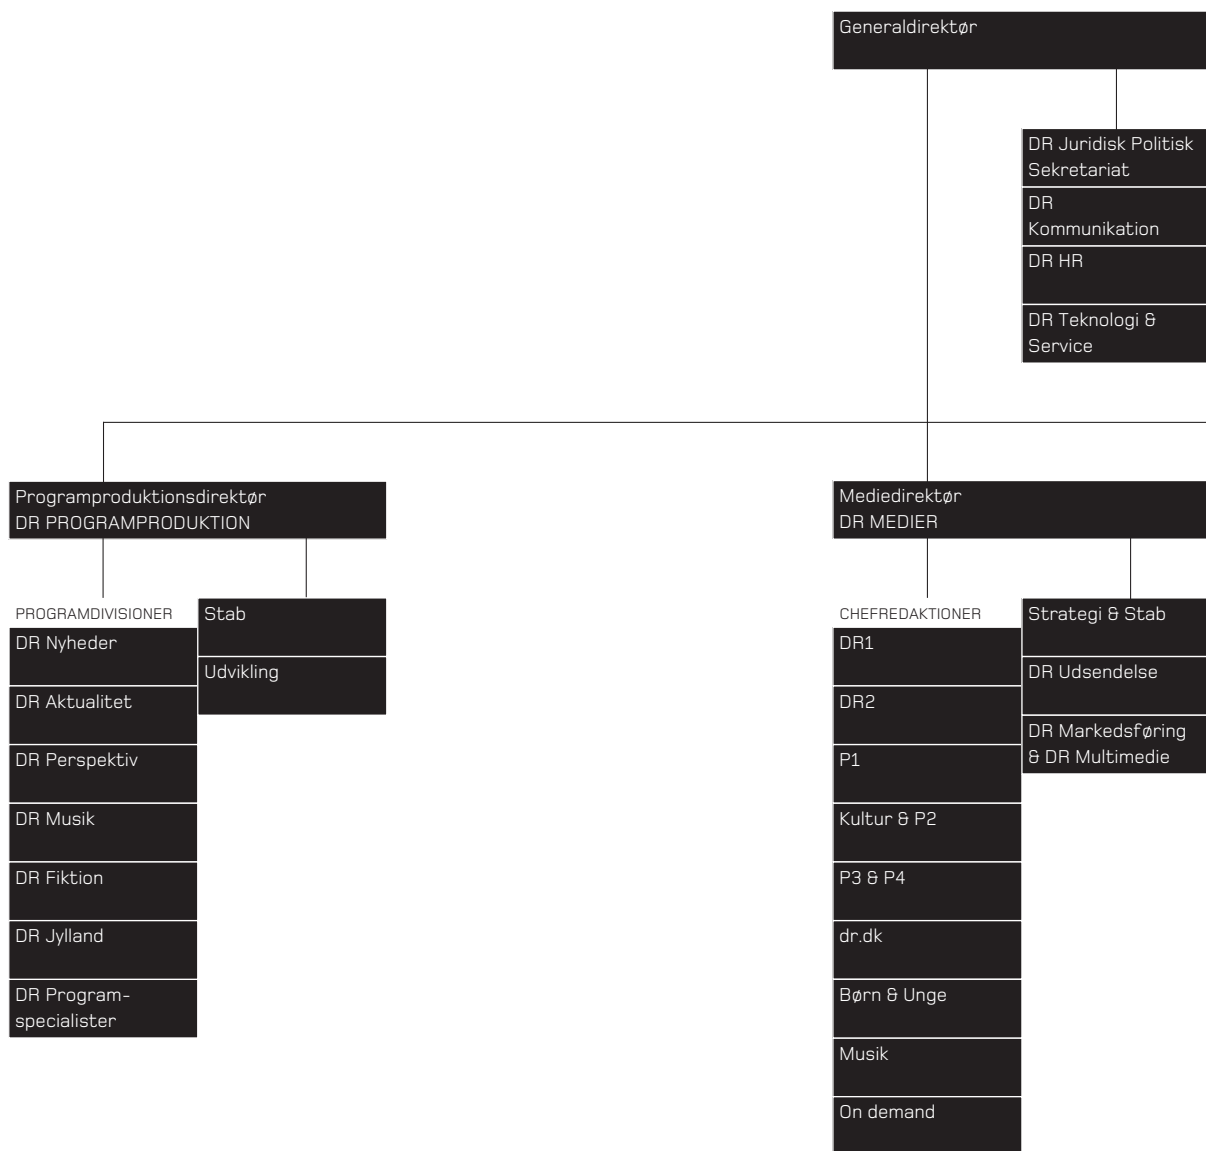 Generaldirektør
DR Juridisk Politisk
Sekretariat
DR
Kommunikation
DR HR
DR Teknologi &
Service
Programproduktionsdirektør
DR PROGRAMPRODUKTION
PROGRAMDIVISIONER
DR Nyheder
DR Aktualitet
DR Perspektiv
DR Musik
DR Fiktion
DR Jylland
DR Program-
specialister
Stab
Udvikling
Mediedirektør
DR MEDIER
CHEFREDAKTIONER
DR1
DR2
P1
Kultur & P2
P3 & P4
dr.dk
Børn & Unge
Musik
On demand
Strategi & Stab
DR Udsendelse
DR Markedsføring
& DR Multimedie